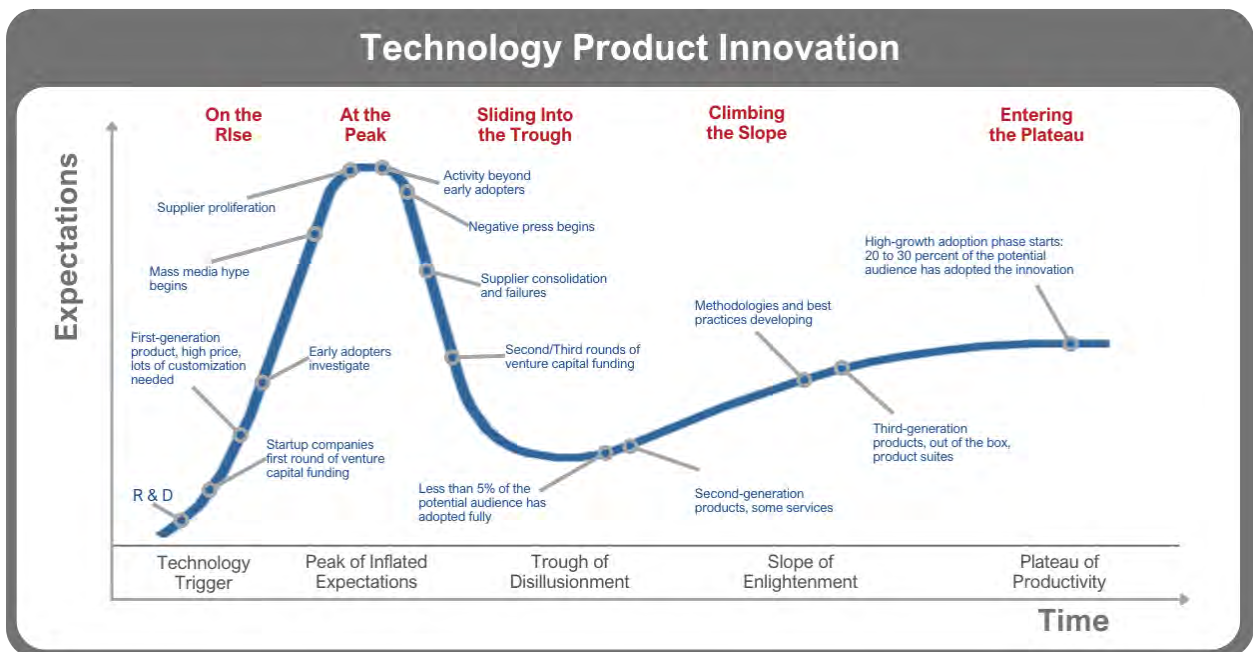 Technology Product Innovation
On the
RIse
At the
Peak
Sliding Into
the Trough
Climbing
the Slope
Entering
the Plateau
Expectations
Supplier proliferation
Activity beyond
early adopters
Negative press begins
Mass media hype
begins
Supplier consolidation
and failures
High-growth adoption phase starts:
20 to 30 percent of the potential
audience has adopted the innovation
Methodologies and best
practices developing
First-generation
product, high price,
lots of customization
needed
Early adopters
investigate
Second/Third rounds of
venture capital funding
Startup companies
first round of venture
capital funding
Third-generation
products, out of the box,
product suites
R & D
Less than 5% of the
potential audience has
adopted fully
Second-generation
products, some services
Technology
Trigger
Peak of Inflated
Expectations
Trough of
Disillusionment
Slope of
Enlightenment
Plateau of
Productivity
Time